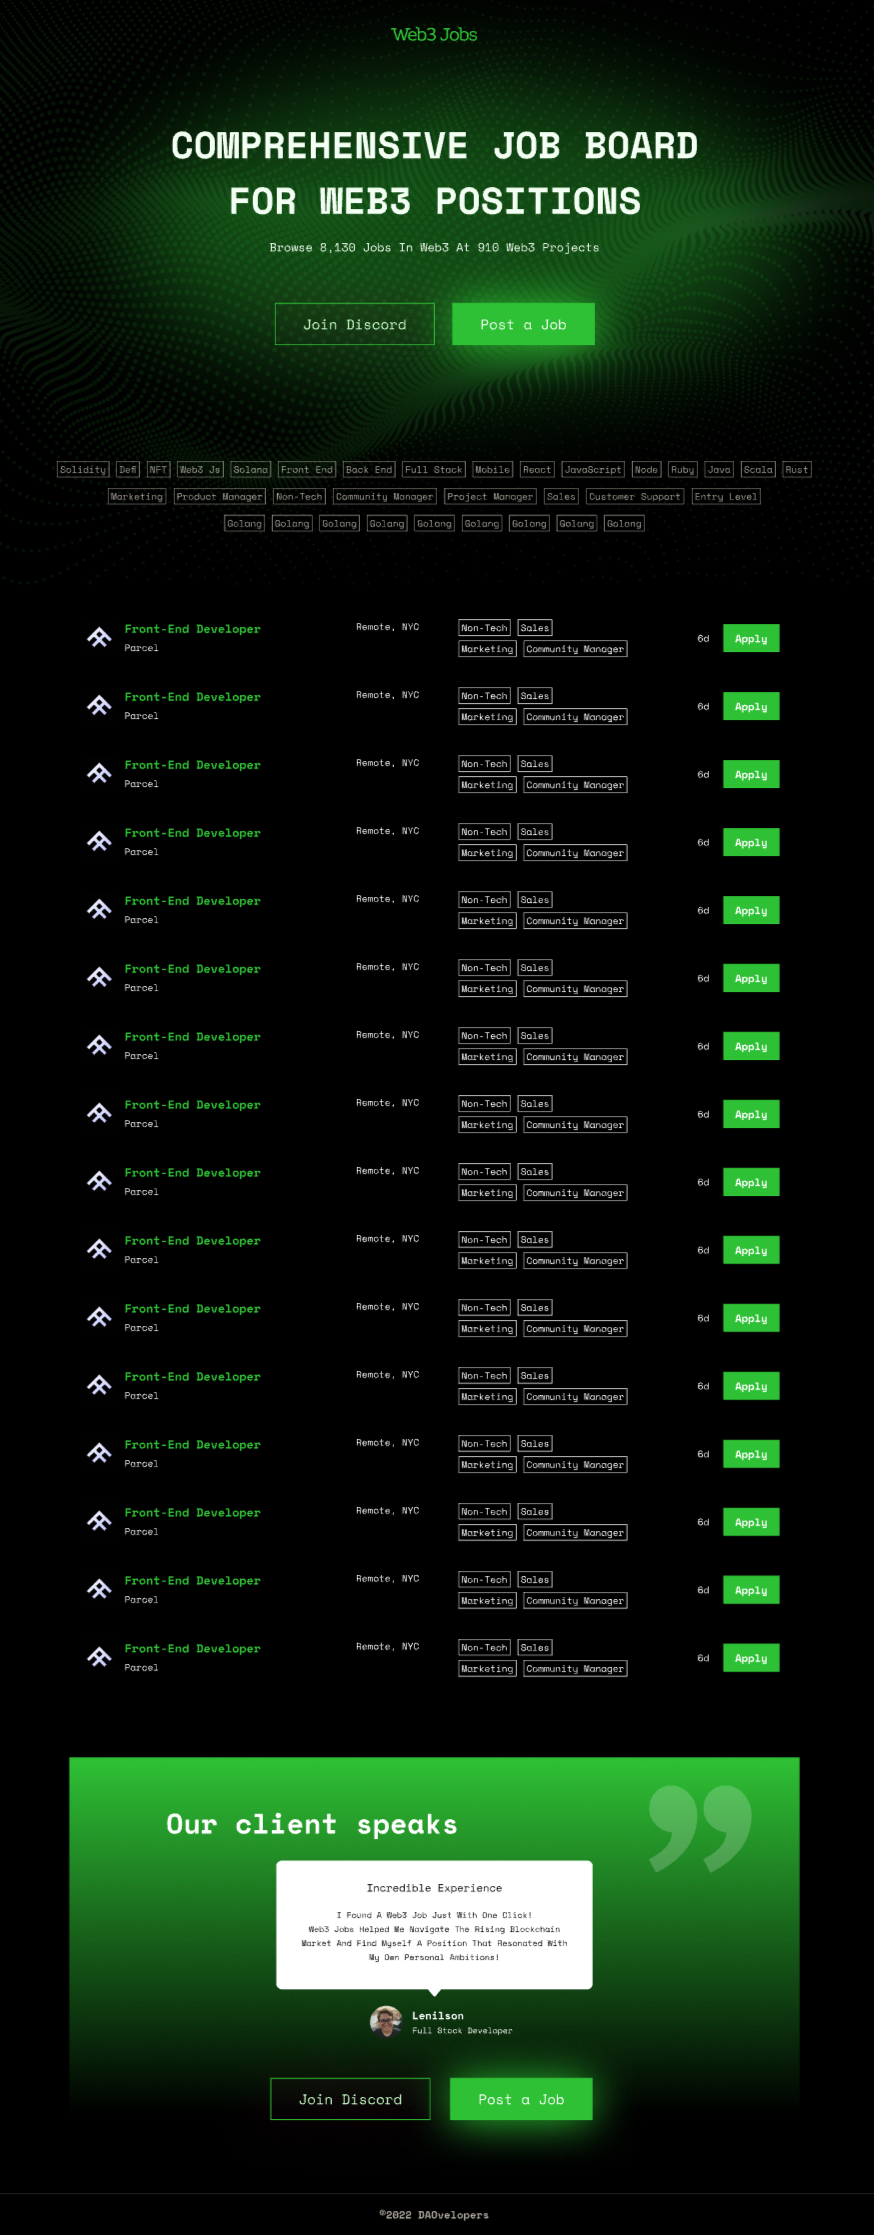 Web3 Jobs
COMPREHENSIVE JOB BOARD
FOR WEB3 POSITIONS
Browse 8,130 Jobs In Web3 At 910 Web3 Projects
Join Discord Post a Job
Solidity Defi NFT Web3 Js Solana Front End Back End Full Stack Mobile React JavaScript Node Ruby Java Scala Rust
Marketing Product Manager Non-Tech Community Manager Project Manager Sales Customer Support Entry Level
Golang Golang Golang Golang Golang Golang Golang Golang Golang
Front-End Developer Remote, NYC Non-Tech Sales
Parcel Marketing Community Manager 6d Apply
Front-End Developer Remote, NYC Non-Tech Sales
Parcel Marketing Community Manager 6d Apply
Front-End Developer Remote, NYC Non-Tech Sales
Parcel Marketing Community Manager 6d Apply
Front-End Developer Remote, NYC Non-Tech Sales
Parcel Marketing Community Manager 6d Apply
Front-End Developer Remote, NYC Non-Tech Sales
Parcel Marketing Community Manager 6d Apply
Front-End Developer Remote, NYC Non-Tech Sales
Parcel Marketing Community Manager 6d Apply
Front-End Developer Remote, NYC Non-Tech Sales
Parcel Marketing Community Manager 6d Apply
Front-End Developer Remote, NYC Non-Tech Sales
Parcel Marketing Community Manager 6d Apply
Front-End Developer Remote, NYC Non-Tech Sales
Parcel Marketing Community Manager 6d Apply
Front-End Developer Remote, NYC Non-Tech Sales
Parcel Marketing Community Manager 6d Apply
Front-End Developer Remote, NYC Non-Tech Sales
Parcel Marketing Community Manager 6d Apply
Front-End Developer Remote, NYC Non-Tech Sales
Parcel Marketing Community Manager 6d Apply
Front-End Developer Remote, NYC Non-Tech Sales
Parcel Marketing Community Manager 6d Apply
Front-End Developer Remote, NYC Non-Tech Sales
Parcel Marketing Community Manager 6d Apply
Front-End Developer Remote, NYC Non-Tech Sales
Parcel Marketing Community Manager 6d Apply
Front-End Developer Remote, NYC Non-Tech Sales
Parcel Marketing Community Manager 6d Apply
Our client speaks
Incredible Experience
I Found A Web3 Job Just With One Click!
Web3 Jobs Helped Me Navigate The Rising Blockchain
Market And Find Myself A Position That Resonated With
My Own Personal Ambitions!
Lenilson
Full Stack Developer
Join Discord Post a Job
©2022 DAOvelopers